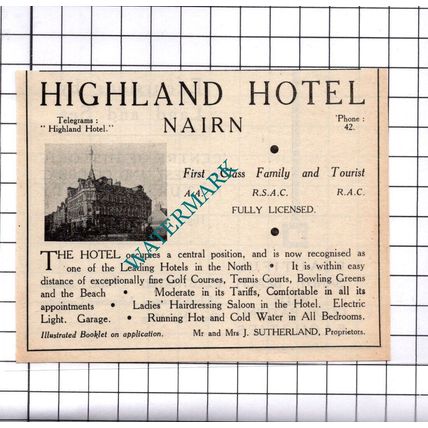 HIGHLAND HOTEL
Telegrams :
"Highland Hotel."
NAIRN
'Phone :
42.
•
First Class Family and Tourist
A.A. R.S.A.C. R.A.C.
FULLY LICENSED.
•
THE HOTEL occupies a central position, and is now recognised as
one of the Leading Hotels in the North • It is within easy
distance of exceptionally fine Golf Courses, Tennis Courts, Bowling Greens
and the Beach • Moderate in its Tariffs, Comfortable in all its
appointments • Ladies' Hairdressing Saloon in the Hotel. Electric
Light. Garage. • Running Hot and Cold Water in All Bedrooms.
Illustrated Booklet on application. Mr and Mrs J. SUTHERLAND, Proprietors.
WATERMARK